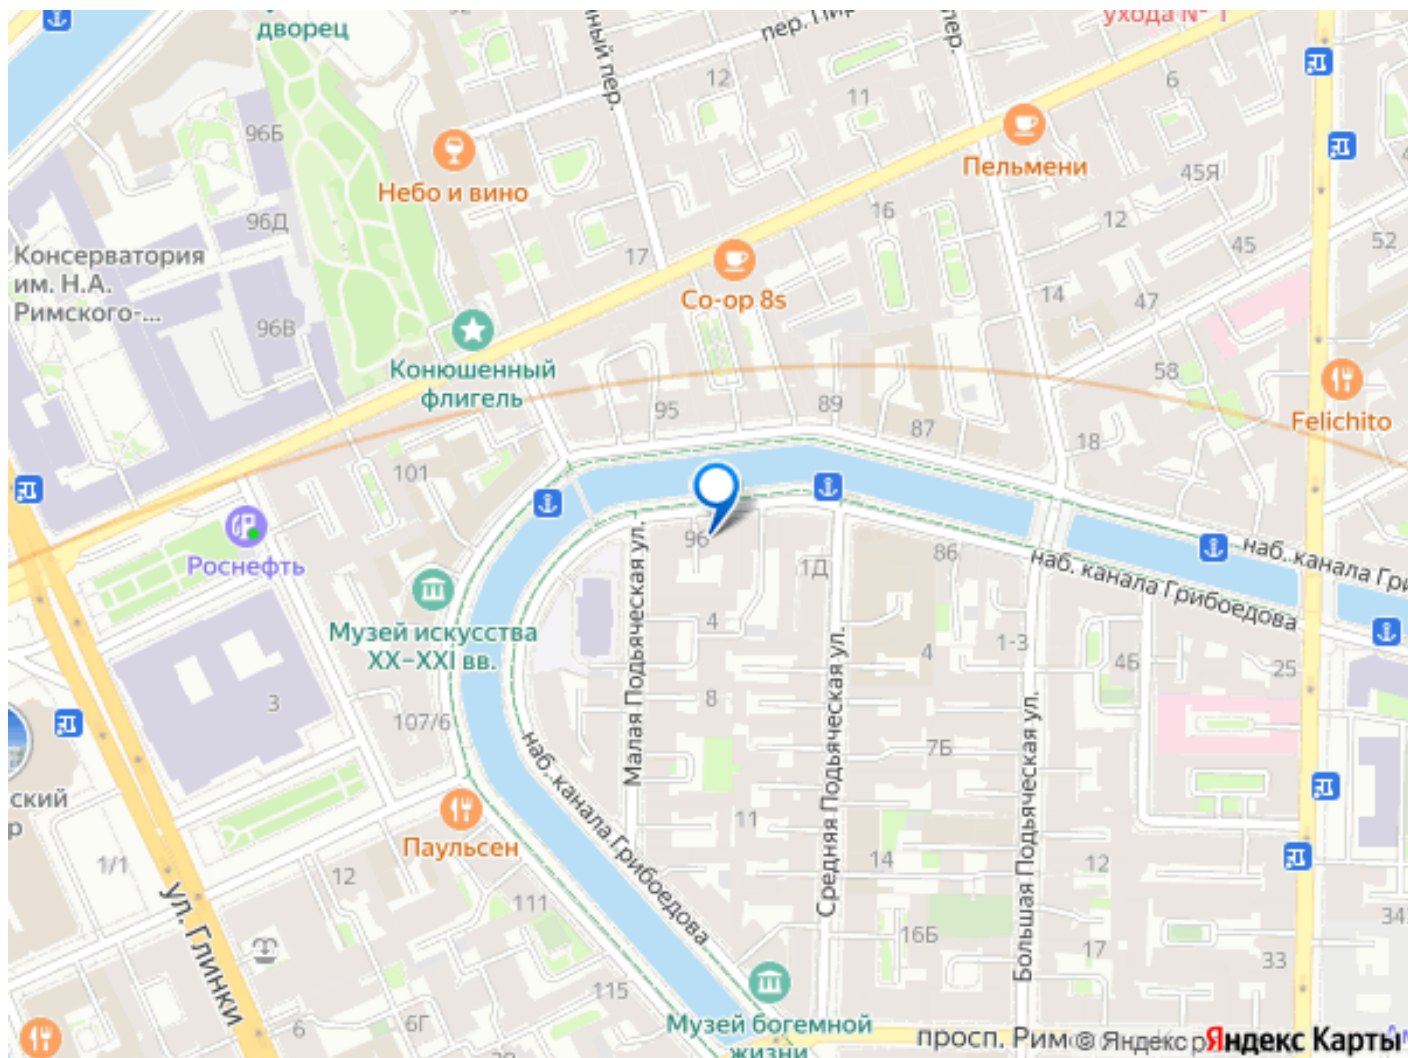 дворец
ухода № 1
пер.
12
11
6
96Б
Небо и вино
Пельмени
45Я
96Д
16
12
45
52
17
Консерватория
им. Н.А.
Римского-...
Co-op 8s
14
47
96В
Конюшенный
флигель
58
95
89
87
18
Felichito
101
Роснефть
96
1Д
86
наб. канала Гри
наб. канала Грибоедова
Малая Подьяческая ул.
Средняя Подьяческая ул.
Большая Подьяческая ул.
Музей искусства
XX–XXI вв.
4
4
1-3
4Б
25
8
3
107/6
7Б
наб. канала Грибоедова
ский
р
Паульсен
11
14
12
1/1
12
111
ул. Глинки
16Б
17
33
34
115
6
6Г
Музей богемной
жизни
просп. Рим
© Яндекс
Яндекс Карты